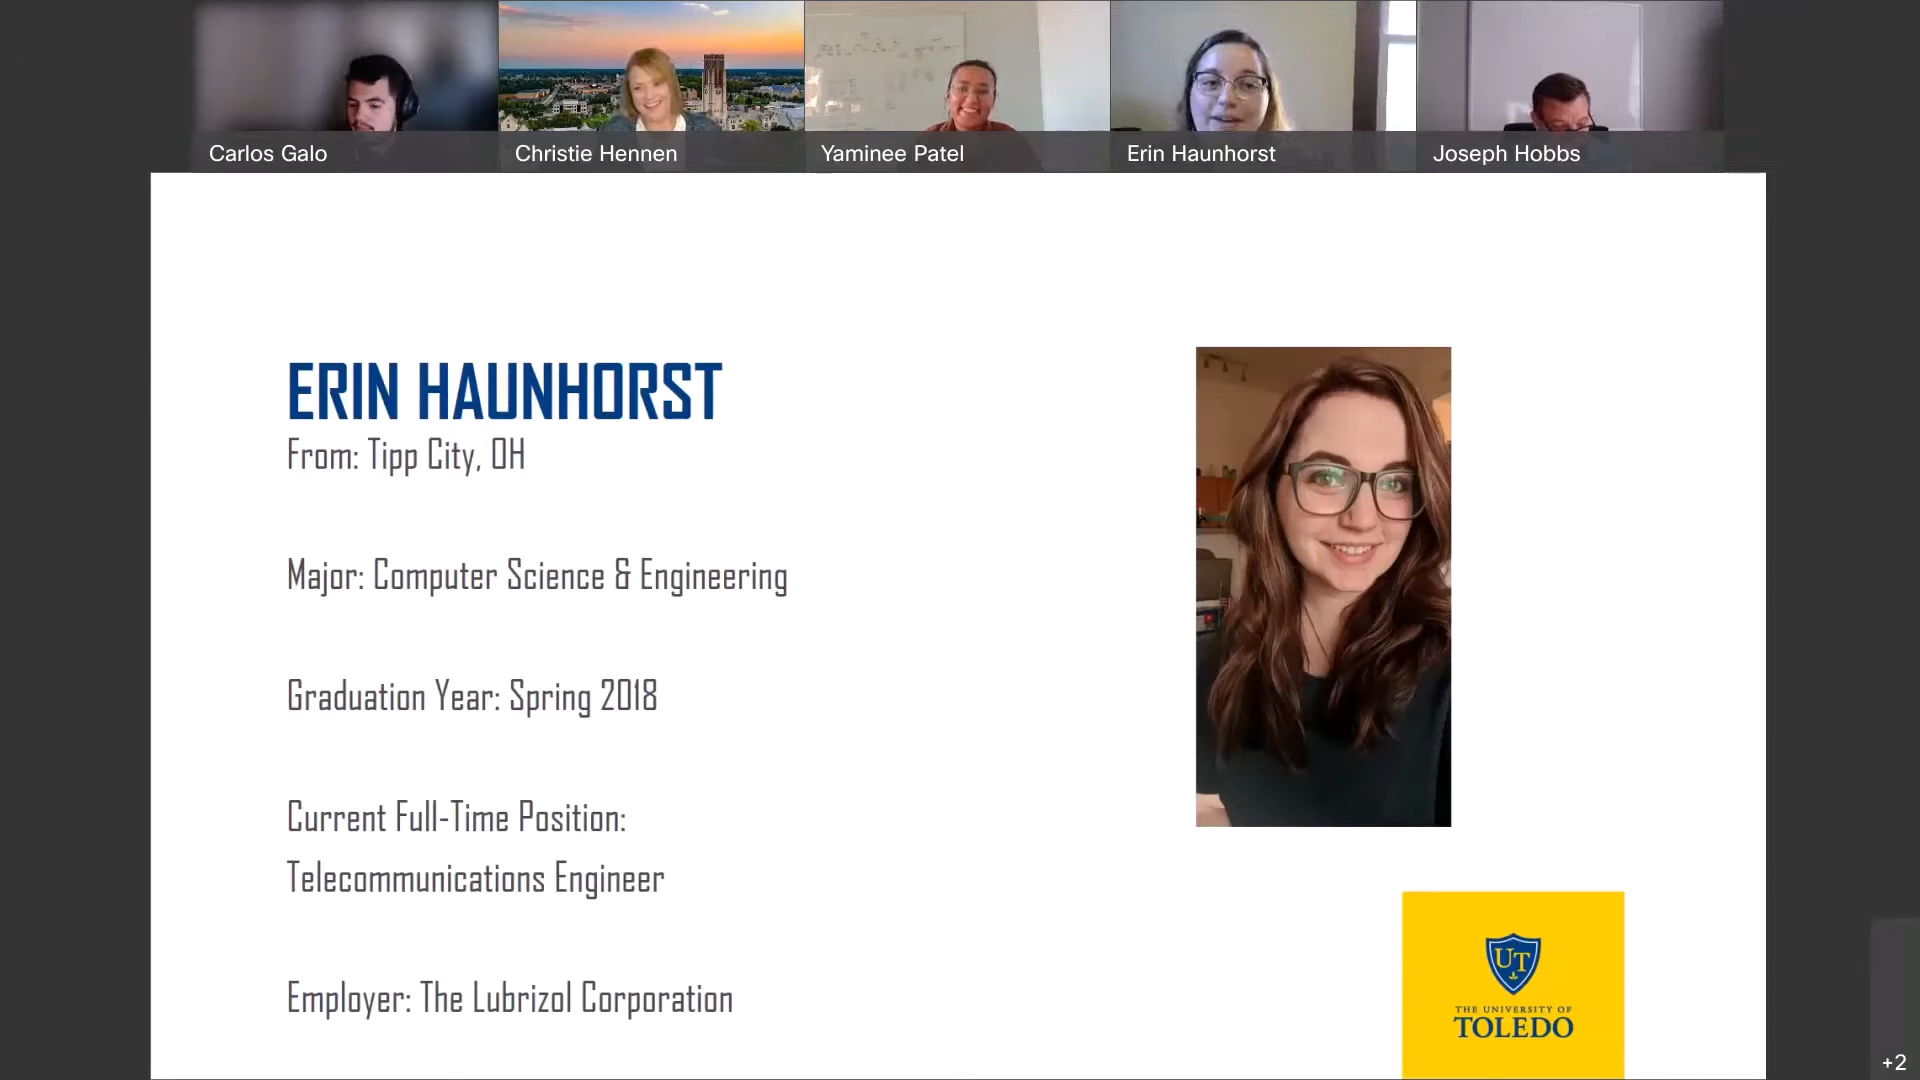 Carlos Galo
Christie Hennen
Yaminee Patel
Erin Haunhorst
Joseph Hobbs
ERIN HAUNHORST
From: Tipp City, OH
Major: Computer Science & Engineering
Graduation Year: Spring 2018
Current Full-Time Position:
Telecommunications Engineer
Employer: The Lubrizol Corporation
UT
THE UNIVERSITY OF
TOLEDO
+2